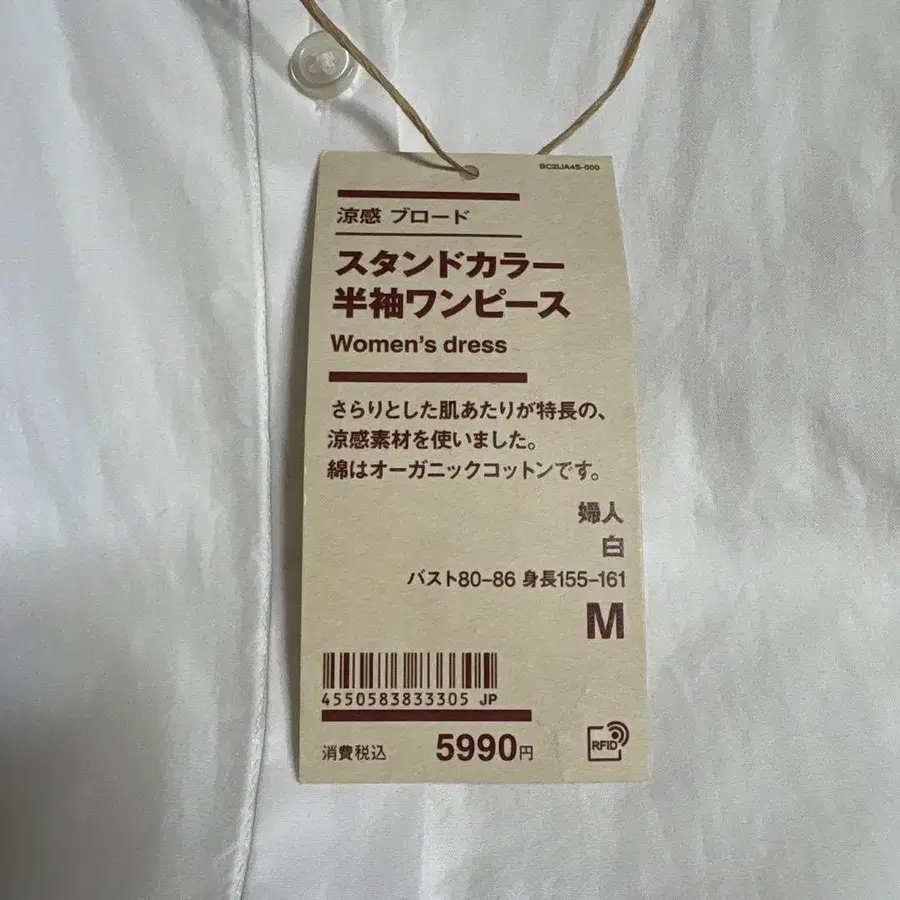 BC2LIA4S-000
涼感 ブロード
スタンドカラー
半袖ワンピース
Women's dress
さらりとした肌あたりが特長の、
涼感素材を使いました。
綿はオーガニックコットンです。
婦人
白
バスト80-86 身長155-161
M
4550583833305 JP
消費税込 5990円
RFID